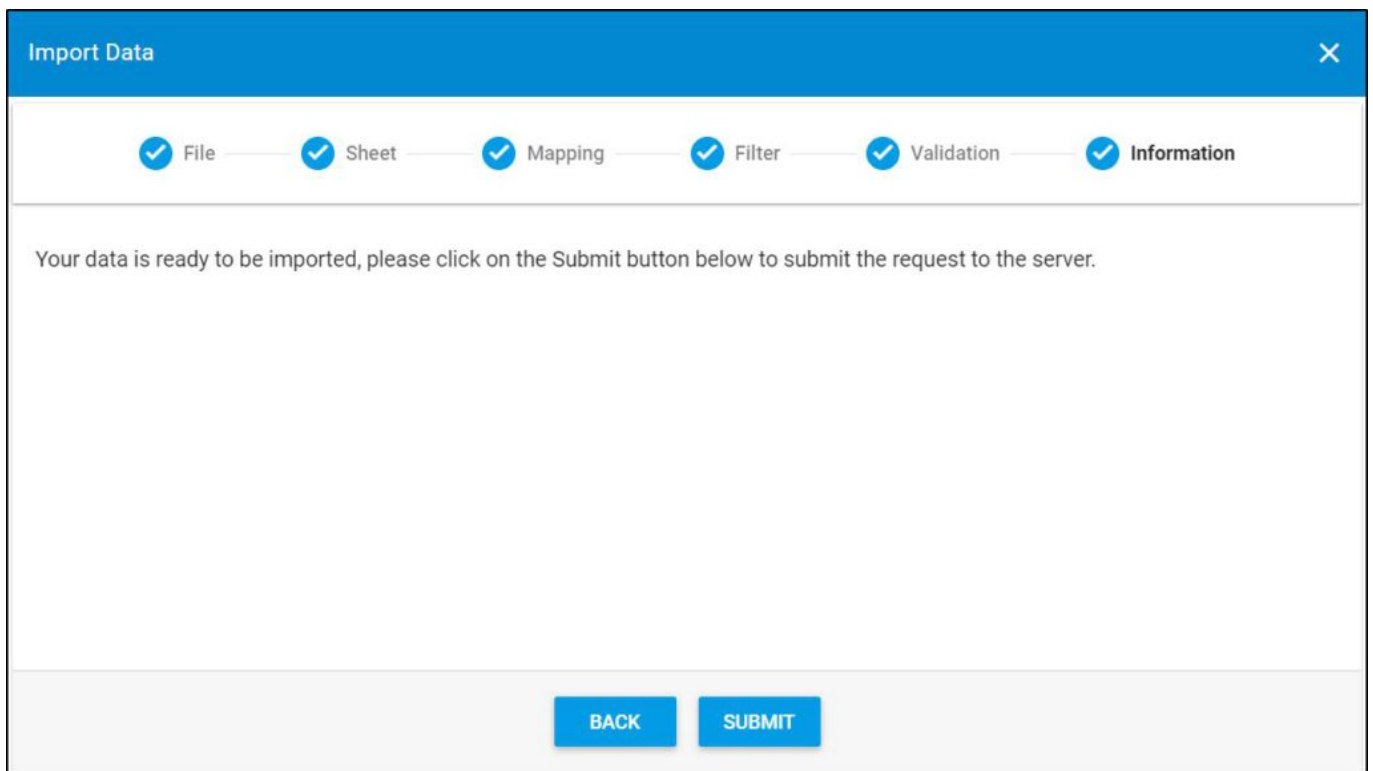 Import Data
File Sheet Mapping Filter Validation Information
Your data is ready to be imported, please click on the Submit button below to submit the request to the server.
BACK SUBMIT